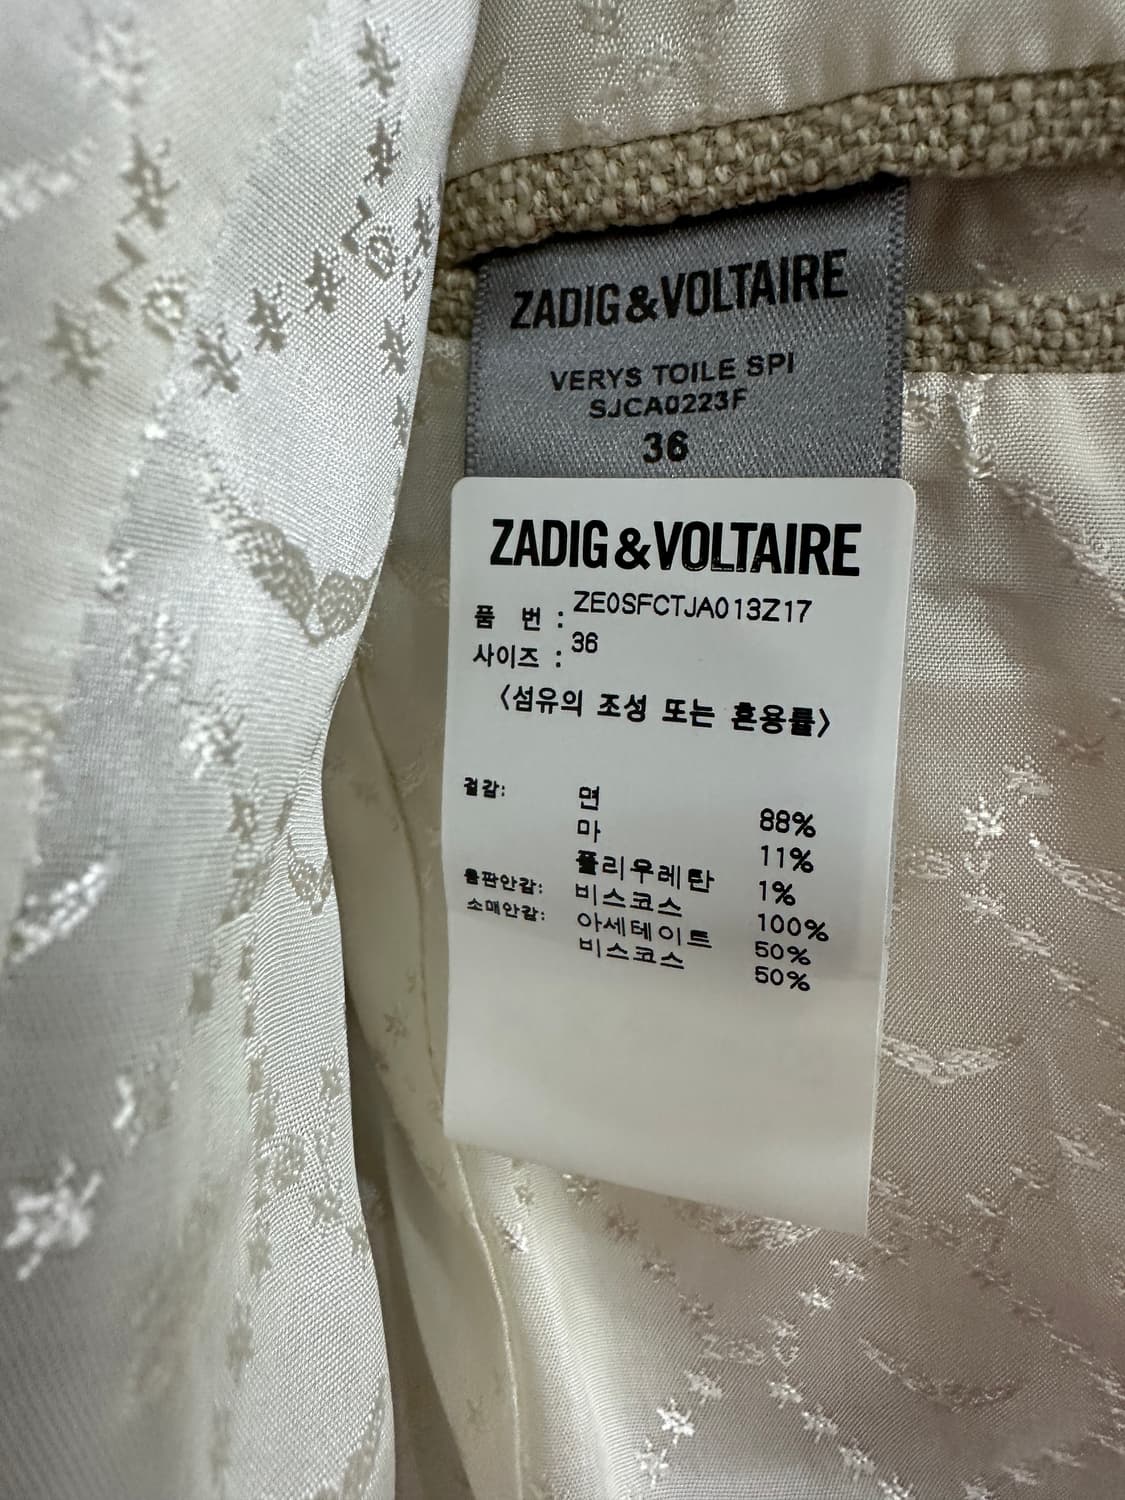 ZADIG&VOLTAIRE
VERYS TOILE SPI
SJCA0223F
36
ZADIG&VOLTAIRE
품 번 : ZE0SFCTJA013Z17
사이즈 : 36
〈섬유의 조성 또는 혼용률〉
겉감: 면 88%
마 11%
폴리우레탄 1%
몸판안감: 비스코스 100%
소매안감: 아세테이트 50%
비스코스 50%